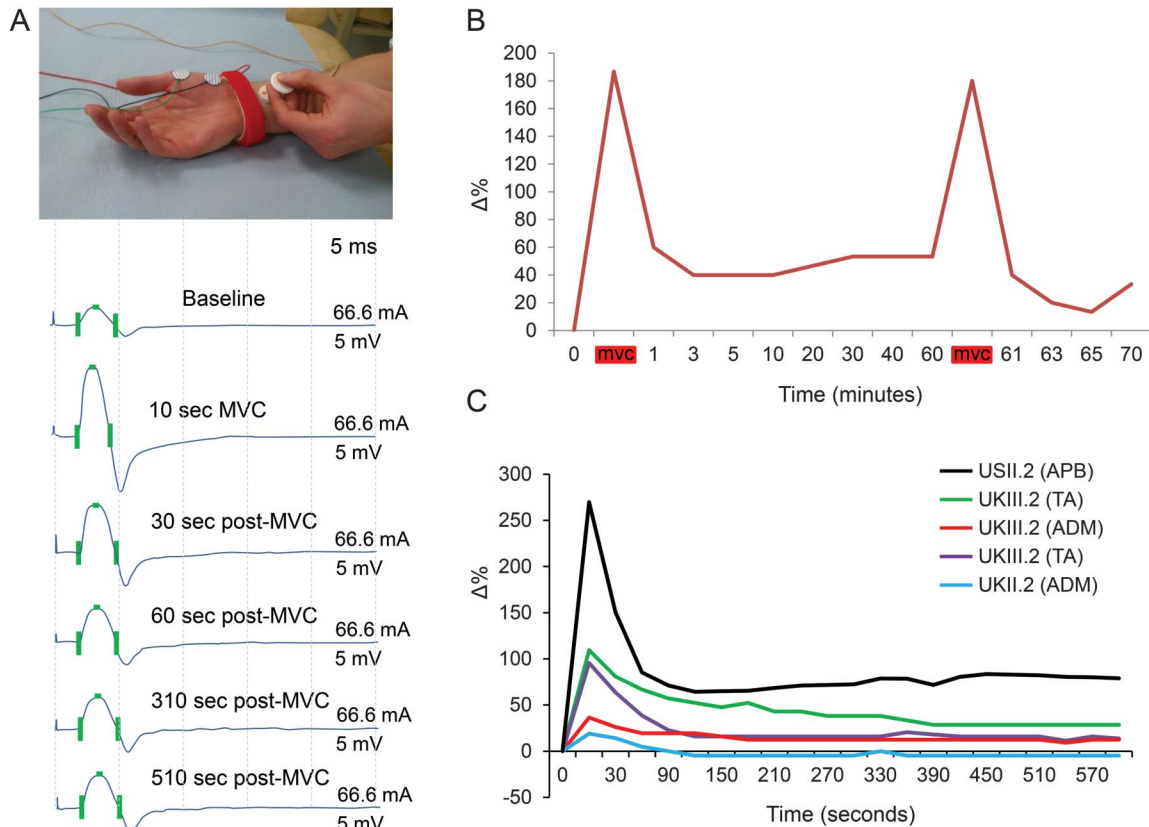 A
5 ms
Baseline
66.6 mA
5 mV
10 sec MVC
66.6 mA
5 mV
30 sec post-MVC
66.6 mA
5 mV
60 sec post-MVC
66.6 mA
5 mV
310 sec post-MVC
66.6 mA
5 mV
510 sec post-MVC
66.6 mA
5 mV
B
200
180
160
140
120
100
80
60
40
20
0
Δ%
0 mvc 1 3 5 10 20 30 40 60 mvc 61 63 65 70
Time (minutes)
C
300
250
200
150
100
50
0
-50
Δ%
USII.2 (APB)
UKIII.2 (TA)
UKIII.2 (ADM)
UKIII.2 (TA)
UKII.2 (ADM)
0 30 90 150 210 270 330 390 450 510 570
Time (seconds)